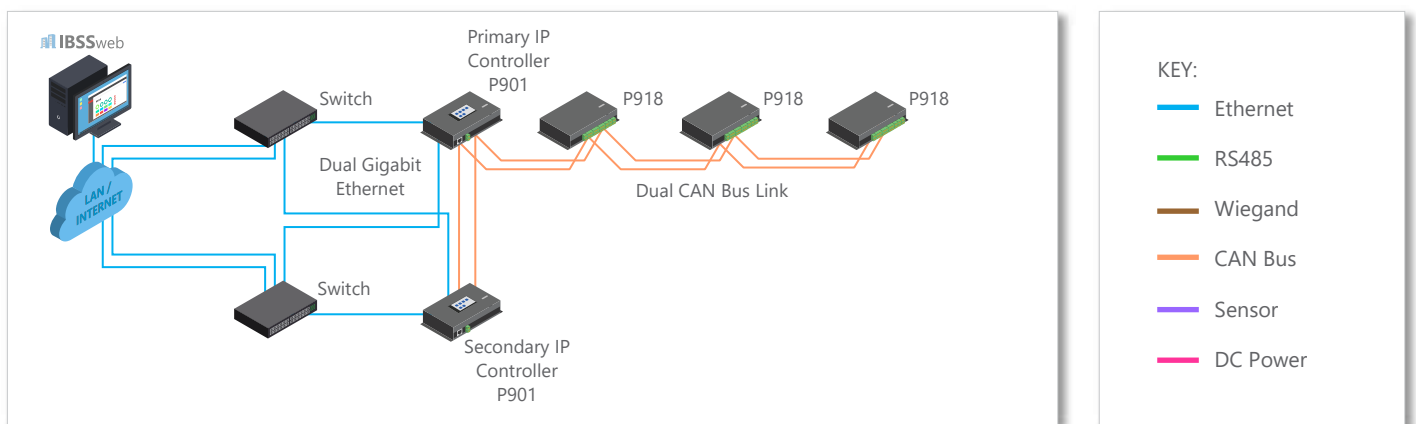 IBSSweb
LAN /
INTERNET
Switch
Dual Gigabit
Ethernet
Switch
Primary IP
Controller
P901
P918
P918
P918
Dual CAN Bus Link
Secondary IP
Controller
P901
KEY:
Ethernet
RS485
Wiegand
CAN Bus
Sensor
DC Power